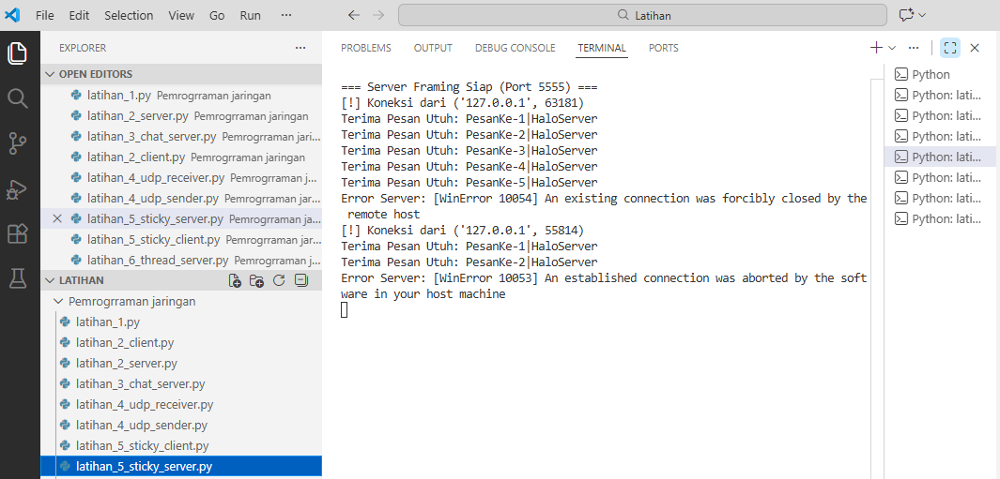 File Edit Selection View Go Run ··· Latihan
EXPLORER ···
OPEN EDITORS
latihan_1.py Pemrogrraman jaringan
latihan_2_server.py Pemrogrraman jaringan
latihan_3_chat_server.py Pemrogrraman jari...
latihan_2_client.py Pemrogrraman jaringan
latihan_4_udp_receiver.py Pemrogrraman j...
latihan_4_udp_sender.py Pemrogrraman jar...
latihan_5_sticky_server.py Pemrogrraman ja...
latihan_5_sticky_client.py Pemrogrraman jar...
latihan_6_thread_server.py Pemrogrraman j...
LATIHAN
Pemrogrraman jaringan
latihan_1.py
latihan_2_client.py
latihan_2_server.py
latihan_3_chat_server.py
latihan_4_udp_receiver.py
latihan_4_udp_sender.py
latihan_5_sticky_client.py
latihan_5_sticky_server.py
PROBLEMS OUTPUT DEBUG CONSOLE TERMINAL PORTS
=== Server Framing Siap (Port 5555) ===
[!] Koneksi dari ('127.0.0.1', 63181)
Terima Pesan Utuh: PesanKe-1|HaloServer
Terima Pesan Utuh: PesanKe-2|HaloServer
Terima Pesan Utuh: PesanKe-3|HaloServer
Terima Pesan Utuh: PesanKe-4|HaloServer
Terima Pesan Utuh: PesanKe-5|HaloServer
Error Server: [WinError 10054] An existing connection was forcibly closed by the
remote host
[!] Koneksi dari ('127.0.0.1', 55814)
Terima Pesan Utuh: PesanKe-1|HaloServer
Terima Pesan Utuh: PesanKe-2|HaloServer
Error Server: [WinError 10053] An established connection was aborted by the soft
ware in your host machine
Python
Python: lati...
Python: lati...
Python: lati...
Python: lati...
Python: lati...
Python: lati...
Python: lati...